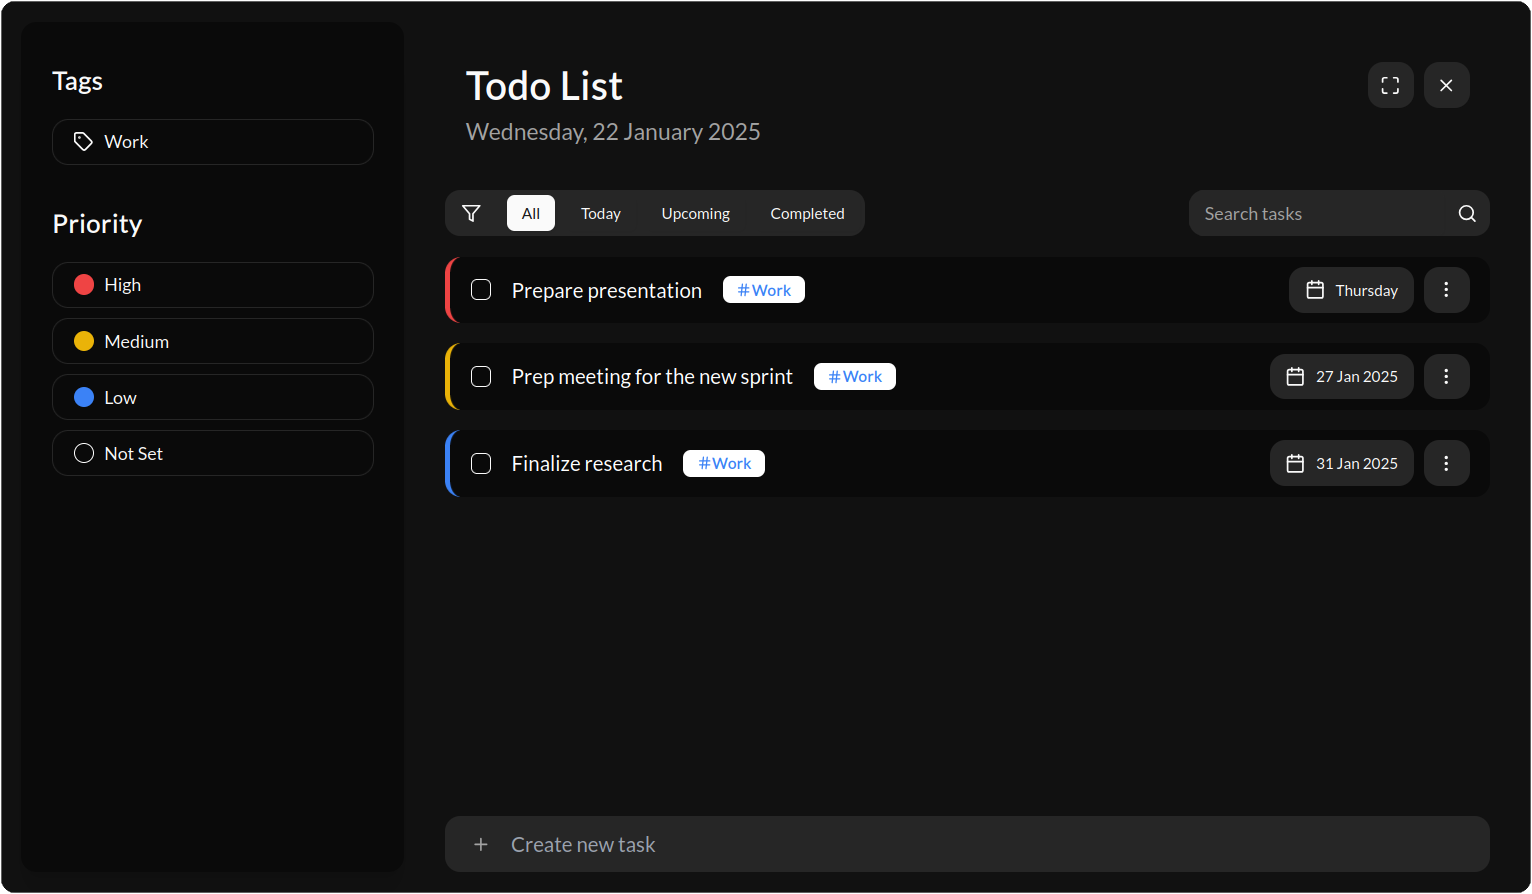 Tags
Work
Priority
High
Medium
Low
Not Set
Todo List
Wednesday, 22 January 2025
All Today Upcoming Completed
Search tasks
Prepare presentation #Work Thursday
Prep meeting for the new sprint #Work 27 Jan 2025
Finalize research #Work 31 Jan 2025
+ Create new task